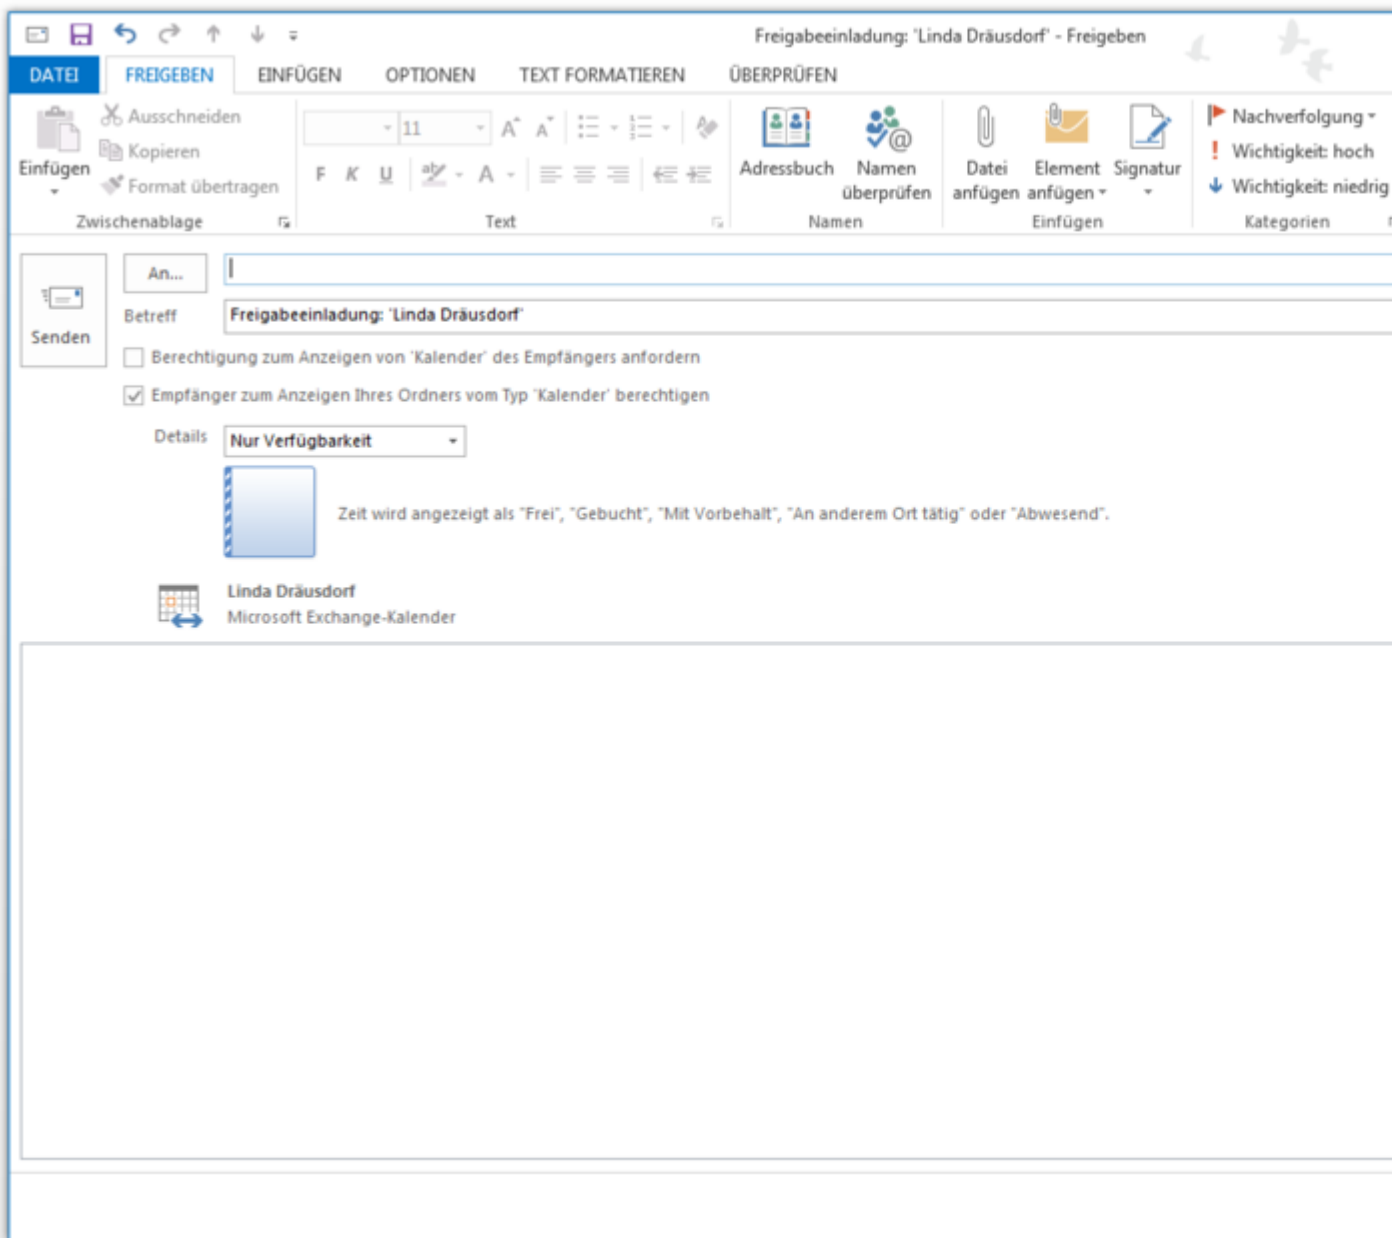 Freigabeeinladung: 'Linda Dräusdorf' - Freigeben
DATEI FREIGEBEN EINFÜGEN OPTIONEN TEXT FORMATIEREN ÜBERPRÜFEN
Einfügen
Ausschneiden
Kopieren
Format übertragen
Zwischenablage
11
F K U
Text
Adressbuch
Namen überprüfen
Namen
Datei anfügen
Element anfügen
Signatur
Einfügen
Nachverfolgung
Wichtigkeit: hoch
Wichtigkeit: niedrig
Kategorien
Senden
An...
Betreff Freigabeeinladung: 'Linda Dräusdorf'
Berechtigung zum Anzeigen von 'Kalender' des Empfängers anfordern
Empfänger zum Anzeigen Ihres Ordners vom Typ 'Kalender' berechtigen
Details Nur Verfügbarkeit
Zeit wird angezeigt als "Frei", "Gebucht", "Mit Vorbehalt", "An anderem Ort tätig" oder "Abwesend".
Linda Dräusdorf
Microsoft Exchange-Kalender